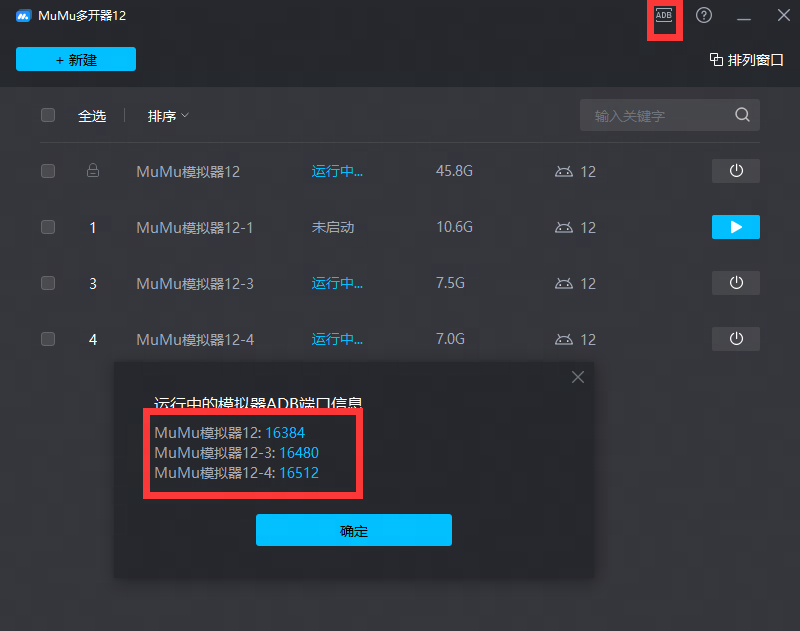 MuMu多开器12
ADB
+ 新建
排列窗口
全选
排序
输入关键字
MuMu模拟器12 运行中... 45.8G 12
1 MuMu模拟器12-1 未启动 10.6G 12
3 MuMu模拟器12-3 运行中... 7.5G 12
4 MuMu模拟器12-4 运行中... 7.0G 12
运行中的模拟器ADB端口信息
MuMu模拟器12: 16384
MuMu模拟器12-3: 16480
MuMu模拟器12-4: 16512
确定